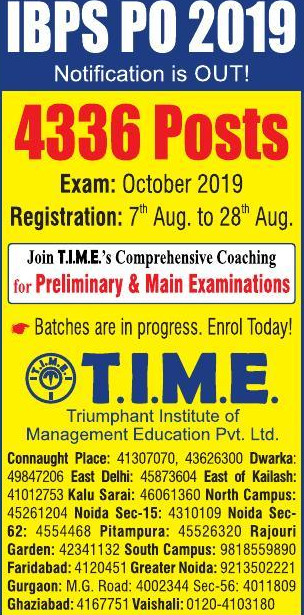 IBPS PO 2019
Notification is OUT!
4336 Posts
Exam: October 2019
Registration: 7th Aug. to 28th Aug.
Join T.I.M.E.'s Comprehensive Coaching
for Preliminary & Main Examinations
☛ Batches are in progress. Enrol Today!
T.I.M.E.
T.I.M.E.
Triumphant Institute of
Management Education Pvt. Ltd.
Connaught Place: 41307070, 43626300 Dwarka:
49847206 East Delhi: 45873604 East of Kailash:
41012753 Kalu Sarai: 46061360 North Campus:
45261204 Noida Sec-15: 4310109 Noida Sec-
62: 4554468 Pitampura: 45526320 Rajouri
Garden: 42341132 South Campus: 9818559890
Faridabad: 4120451 Greater Noida: 9213502221
Gurgaon: M.G. Road: 4002344 Sec-56: 4011809
Ghaziabad: 4167751 Vaishali: 0120-4103180